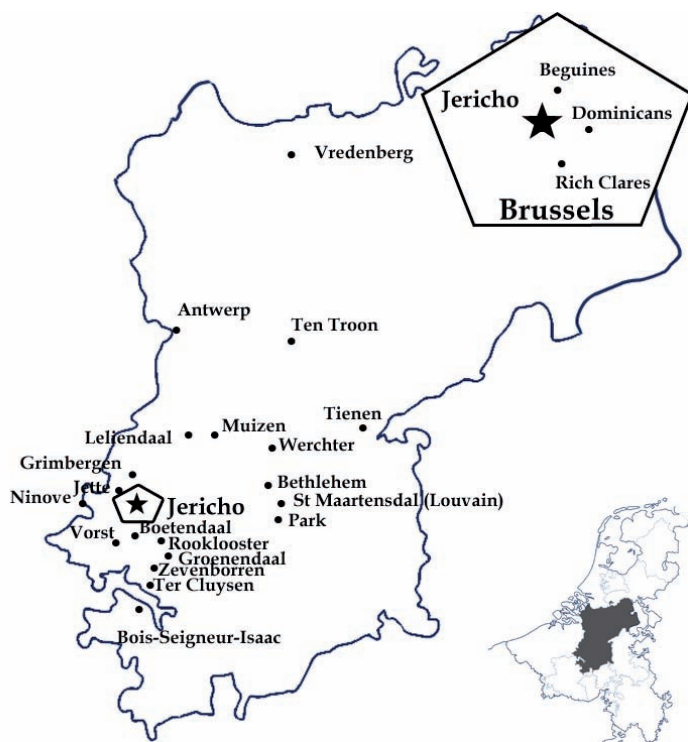 Beguines
Jericho
Dominicans
Rich Clares
Brussels
Vredenberg
Antwerp
Ten Troon
Tienen
Leliendaal
Muizen
Werchter
Grimbergen
Jette
Bethlehem
Ninove
Jericho
St Maartensdal (Louvain)
Park
Boetendaal
Vorst
Rooklooster
Groenendaal
Zevenborren
Ter Cluysen
Bois-Seigneur-Isaac